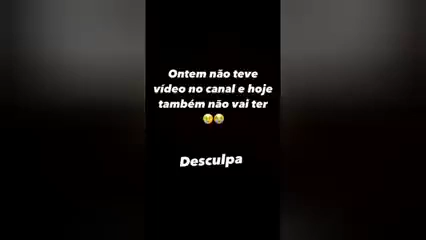 Ontem não teve
vídeo no canal e hoje
também não vai ter
😢😭
Desculpa